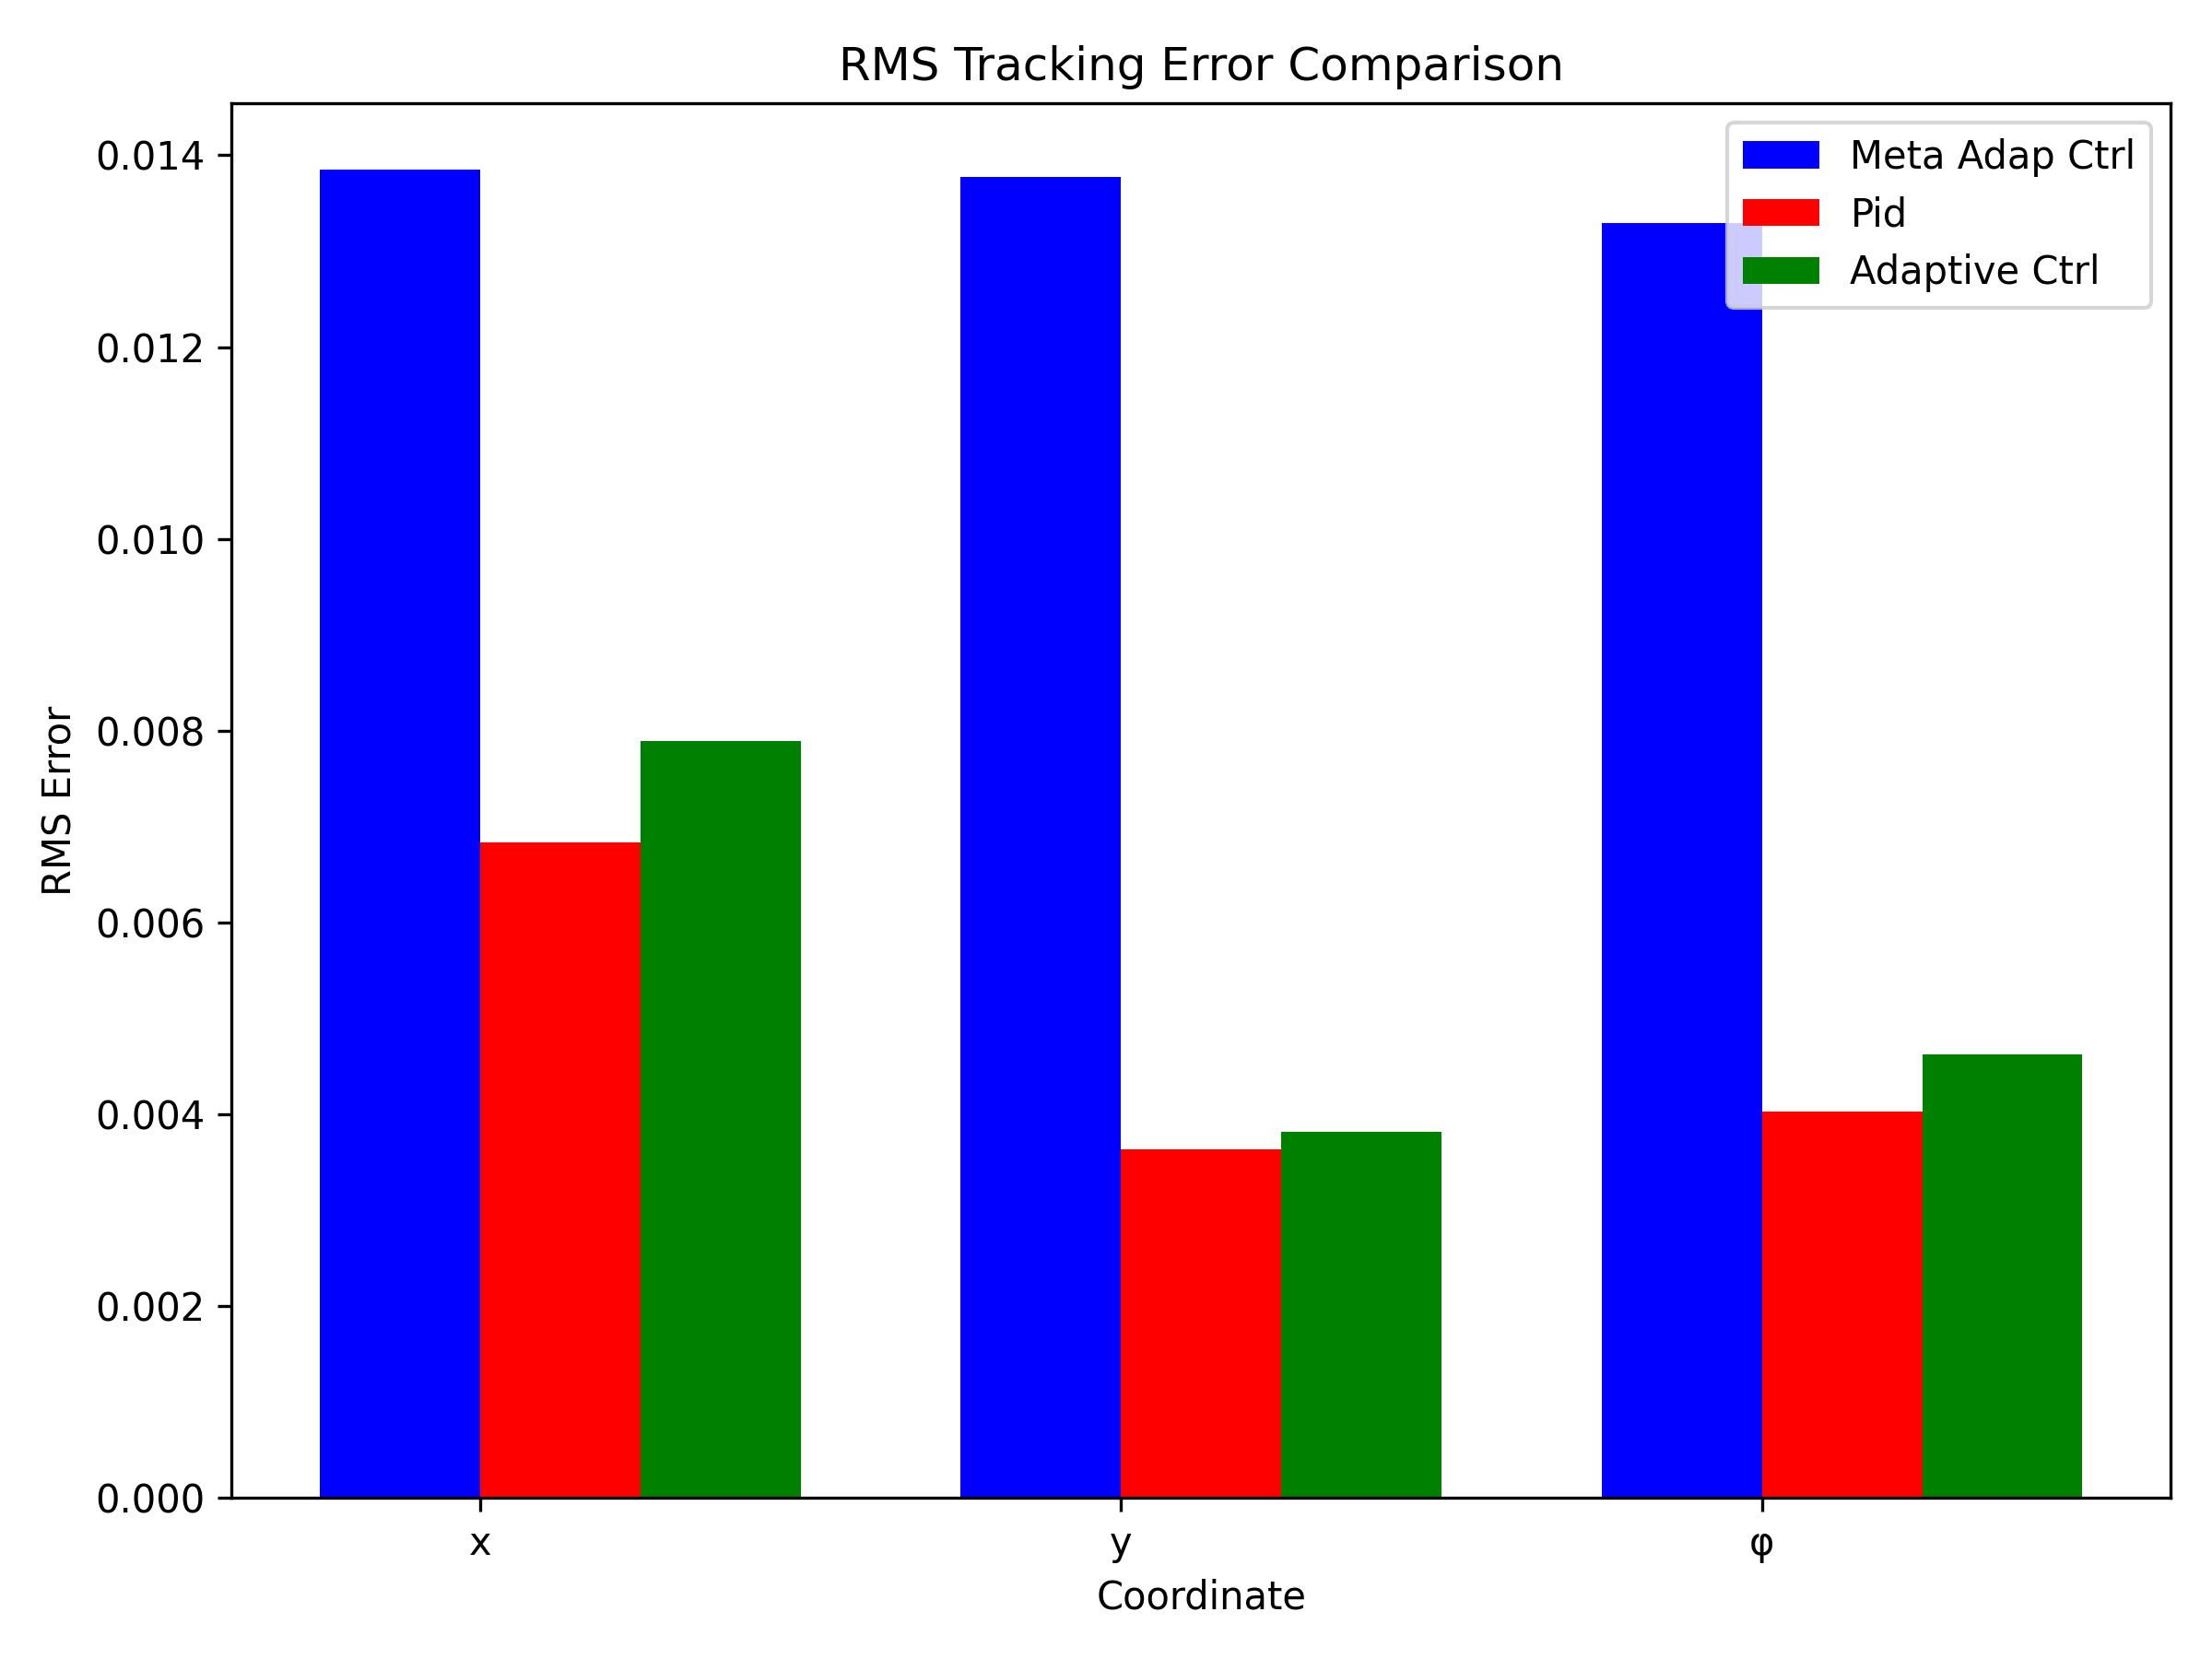 RMS Tracking Error Comparison
Meta Adap Ctrl
Pid
Adaptive Ctrl
0.014
0.012
0.010
0.008
0.006
0.004
0.002
0.000
RMS Error
x
y
φ
Coordinate